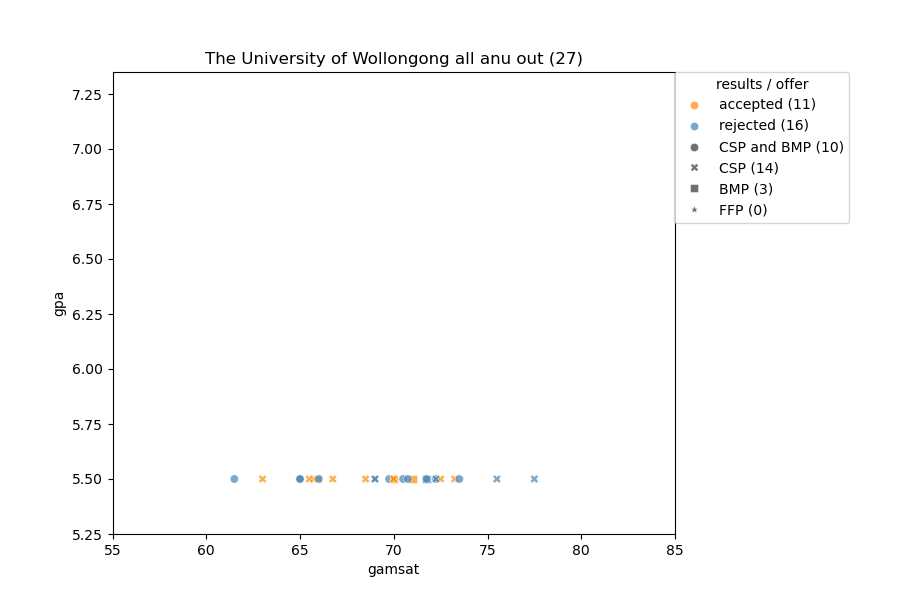 The University of Wollongong all anu out (27)
results / offer
accepted (11)
rejected (16)
CSP and BMP (10)
CSP (14)
BMP (3)
FFP (0)
7.25
7.00
6.75
6.50
6.25
6.00
5.75
5.50
5.25
gpa
55 60 65 70 75 80 85
gamsat